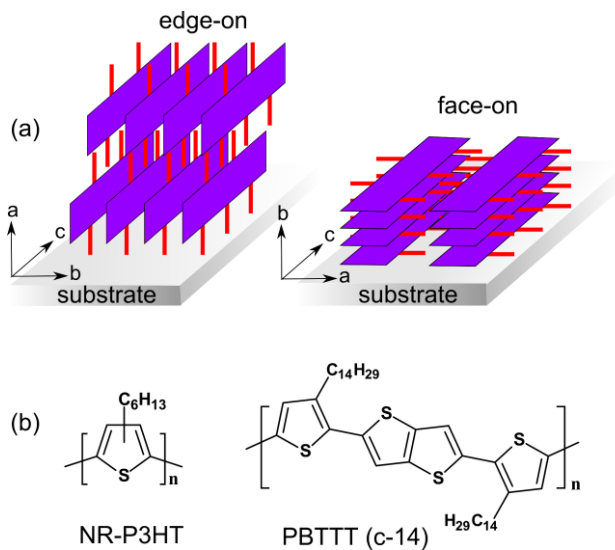 edge-on
face-on
(a)
a
c
b
substrate
b
c
a
substrate
(b)
C6H13
S
n
NR-P3HT
C14H29
S
S
S
S
H29C14
n
PBTTT (c-14)